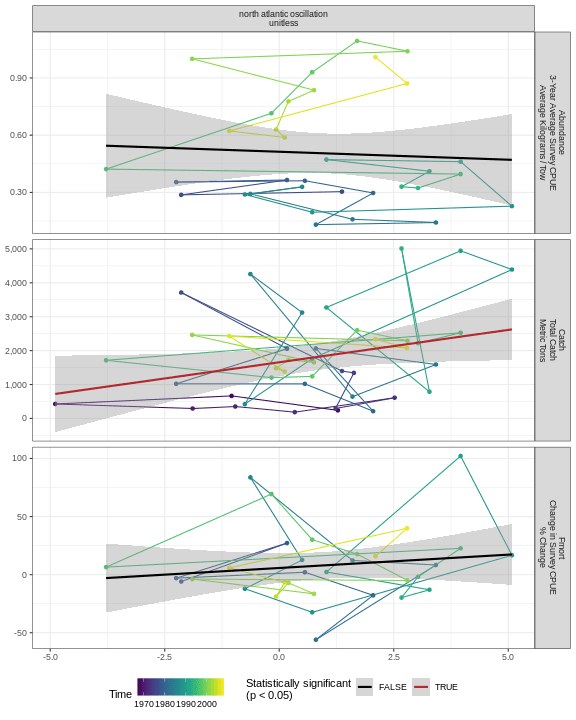 north atlantic oscillation
unitless
0.90
0.60
0.30
Abundance
3-Year Average Survey CPUE
Average Kilograms / Tow
5,000
4,000
3,000
2,000
1,000
0
Catch
Total Catch
Metric Tons
100
50
0
-50
Fmort
Change in Survey CPUE
% Change
-5.0 -2.5 0.0 2.5 5.0
Time
1970 1980 1990 2000
Statistically significant
(p < 0.05)
FALSE
TRUE